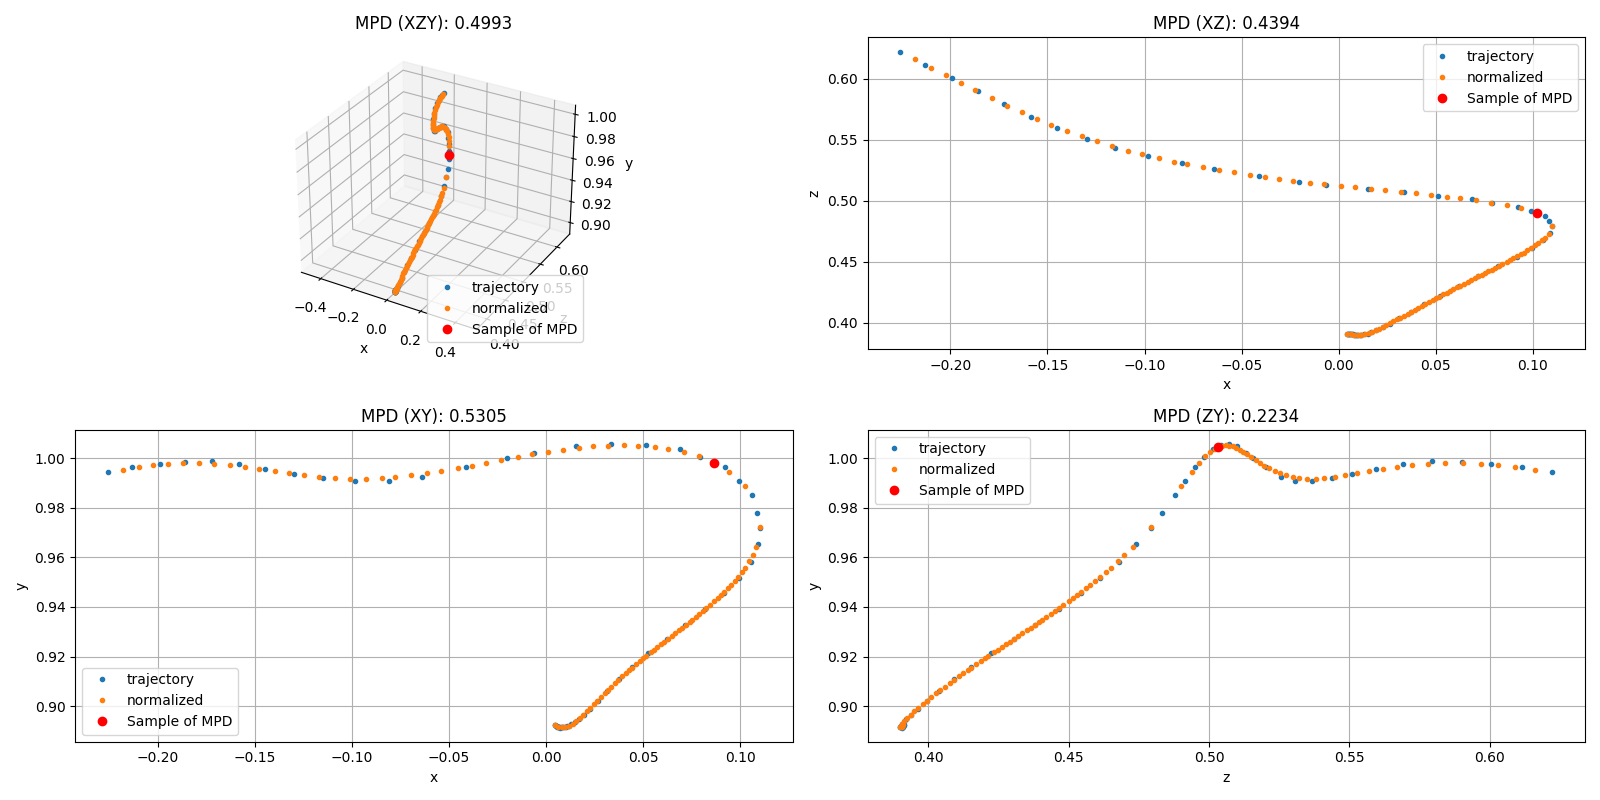 MPD (XZY): 0.4993
1.00
0.98
0.96
y
0.94
0.92
0.90
0.60
0.55
0.50
z
0.45
0.40
−0.4
−0.2
0.0
0.2
0.4
x
trajectory
normalized
Sample of MPD
MPD (XZ): 0.4394
0.60
0.55
z
0.50
0.45
0.40
trajectory
normalized
Sample of MPD
−0.20 −0.15 −0.10 −0.05 0.00 0.05 0.10
x
MPD (XY): 0.5305
1.00
0.98
0.96
y
0.94
0.92
0.90
trajectory
normalized
Sample of MPD
−0.20 −0.15 −0.10 −0.05 0.00 0.05 0.10
x
MPD (ZY): 0.2234
trajectory
normalized
Sample of MPD
1.00
0.98
0.96
y
0.94
0.92
0.90
0.40 0.45 0.50 0.55 0.60
z